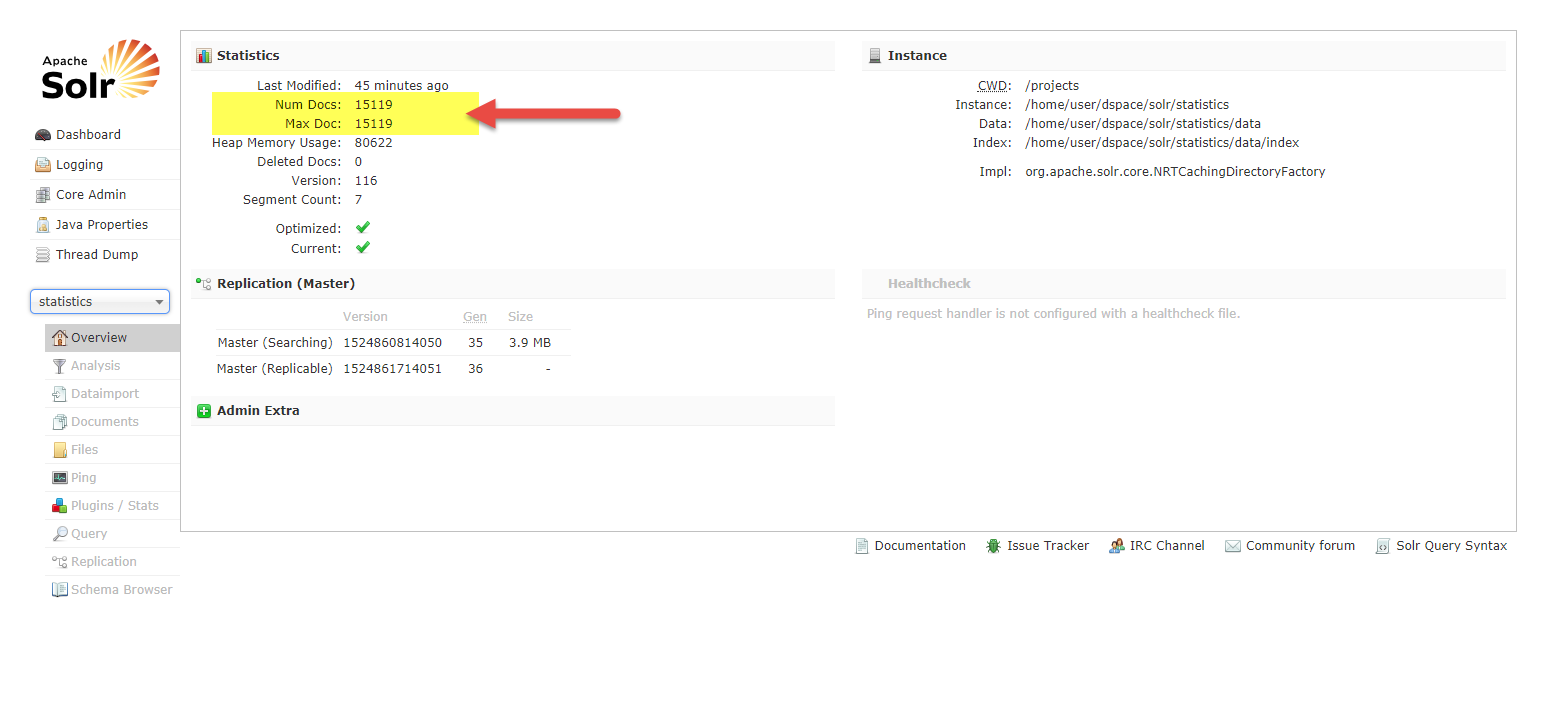 Apache
Solr
Dashboard
Logging
Core Admin
Java Properties
Thread Dump
statistics
Overview
Analysis
Dataimport
Documents
Files
Ping
Plugins / Stats
Query
Replication
Schema Browser
Statistics
Last Modified: 45 minutes ago
Num Docs: 15119
Max Doc: 15119
Heap Memory Usage: 80622
Deleted Docs: 0
Version: 116
Segment Count: 7
Optimized:
Current:
Instance
CWD: /projects
Instance: /home/user/dspace/solr/statistics
Data: /home/user/dspace/solr/statistics/data
Index: /home/user/dspace/solr/statistics/data/index
Impl: org.apache.solr.core.NRTCachingDirectoryFactory
Replication (Master)
Version Gen Size
Master (Searching) 1524860814050 35 3.9 MB
Master (Replicable) 1524861714051 36 -
Healthcheck
Ping request handler is not configured with a healthcheck file.
Admin Extra
Documentation Issue Tracker IRC Channel Community forum Solr Query Syntax